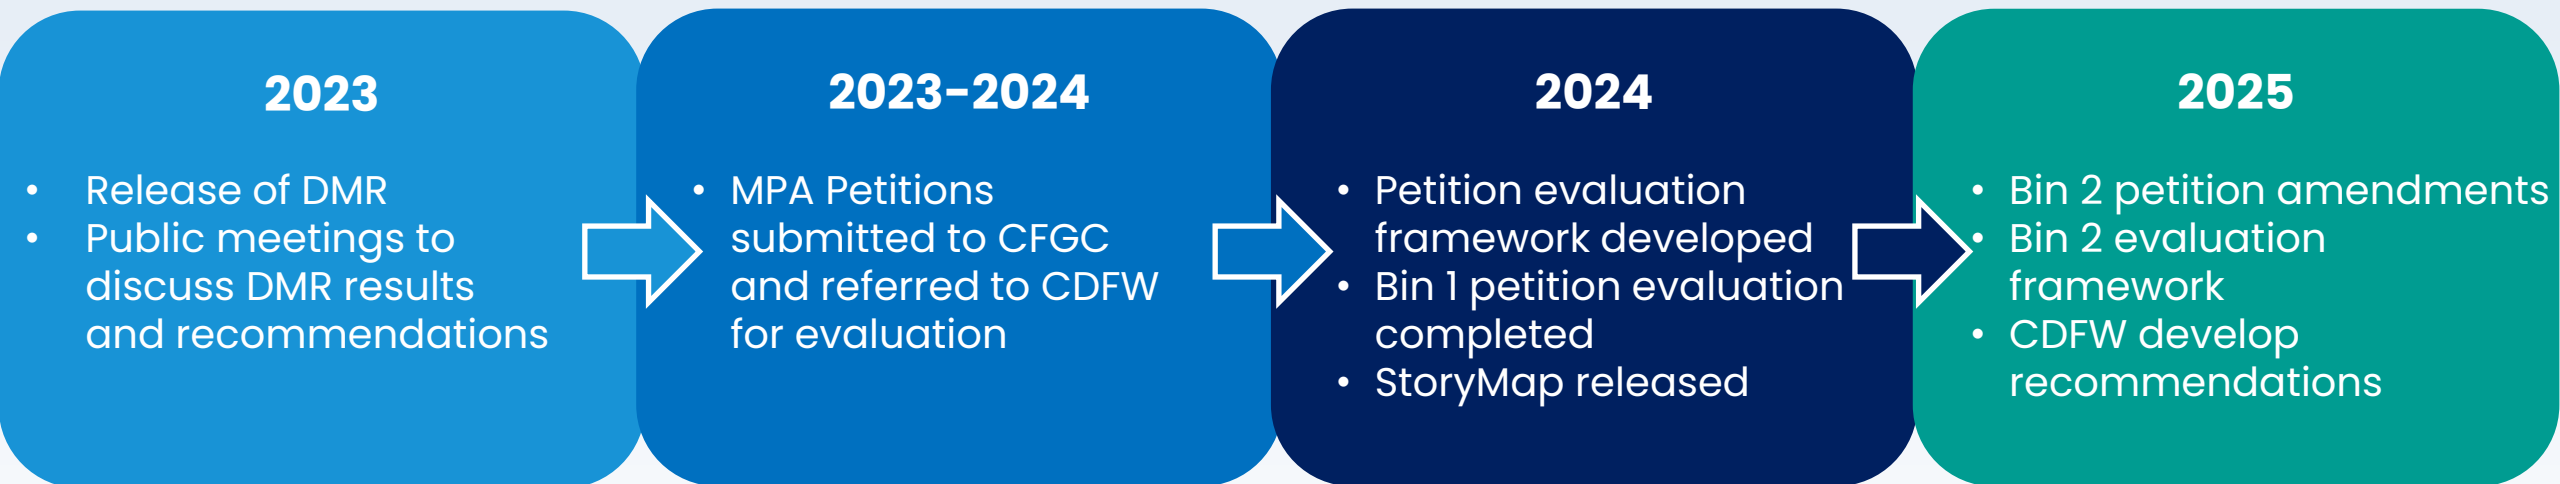 2023
• Release of DMR
• Public meetings to
discuss DMR results
and recommendations
2023-2024
• MPA Petitions
submitted to CFGC
and referred to CDFW
for evaluation
2024
• Petition evaluation
framework developed
• Bin 1 petition evaluation
completed
• StoryMap released
2025
• Bin 2 petition amendments
• Bin 2 evaluation
framework
• CDFW develop
recommendations